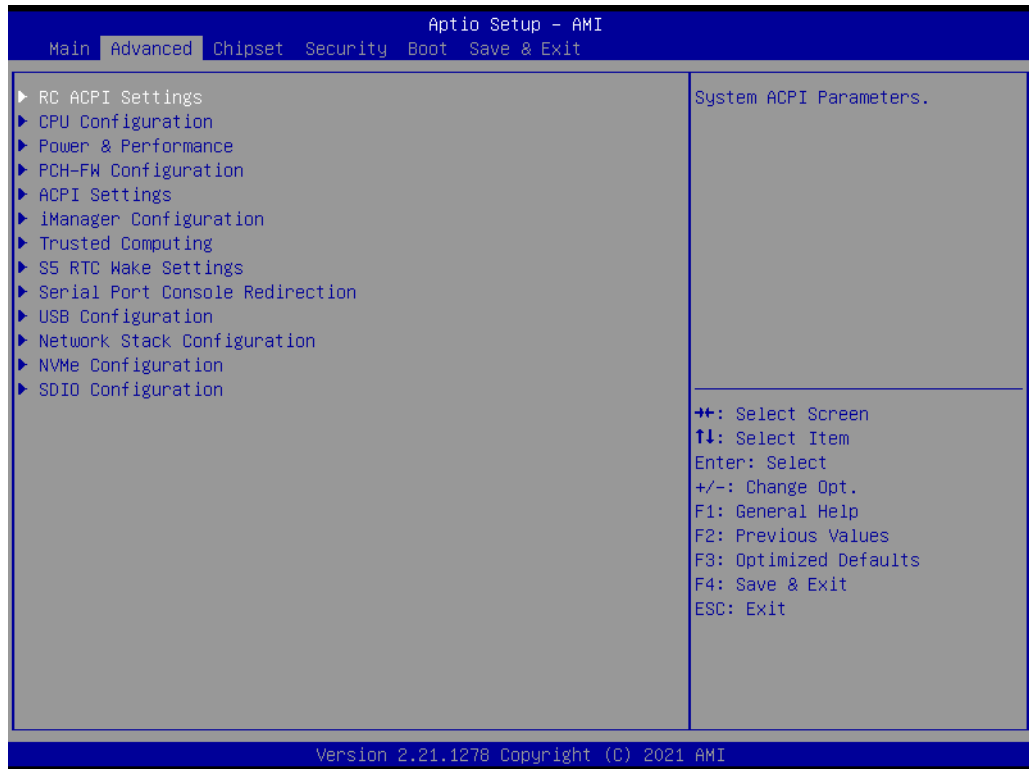 Aptio Setup – AMI
Main Advanced Chipset Security Boot Save & Exit
▶ RC ACPI Settings
▶ CPU Configuration
▶ Power & Performance
▶ PCH-FW Configuration
▶ ACPI Settings
▶ iManager Configuration
▶ Trusted Computing
▶ S5 RTC Wake Settings
▶ Serial Port Console Redirection
▶ USB Configuration
▶ Network Stack Configuration
▶ NVMe Configuration
▶ SDIO Configuration
System ACPI Parameters.
→←: Select Screen
↑↓: Select Item
Enter: Select
+/-: Change Opt.
F1: General Help
F2: Previous Values
F3: Optimized Defaults
F4: Save & Exit
ESC: Exit
Version 2.21.1278 Copyright (C) 2021 AMI